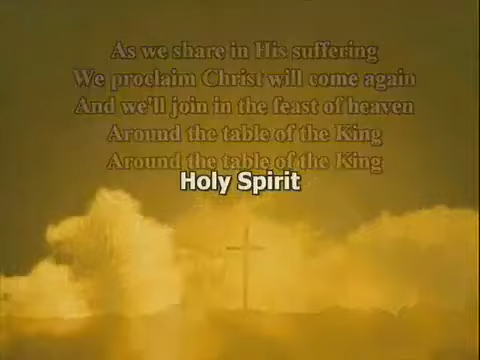 As we share in His suffering
We proclaim Christ will come again
And we'll join in the feast of heaven
Around the table of the King
Around the table of the King
Holy Spirit